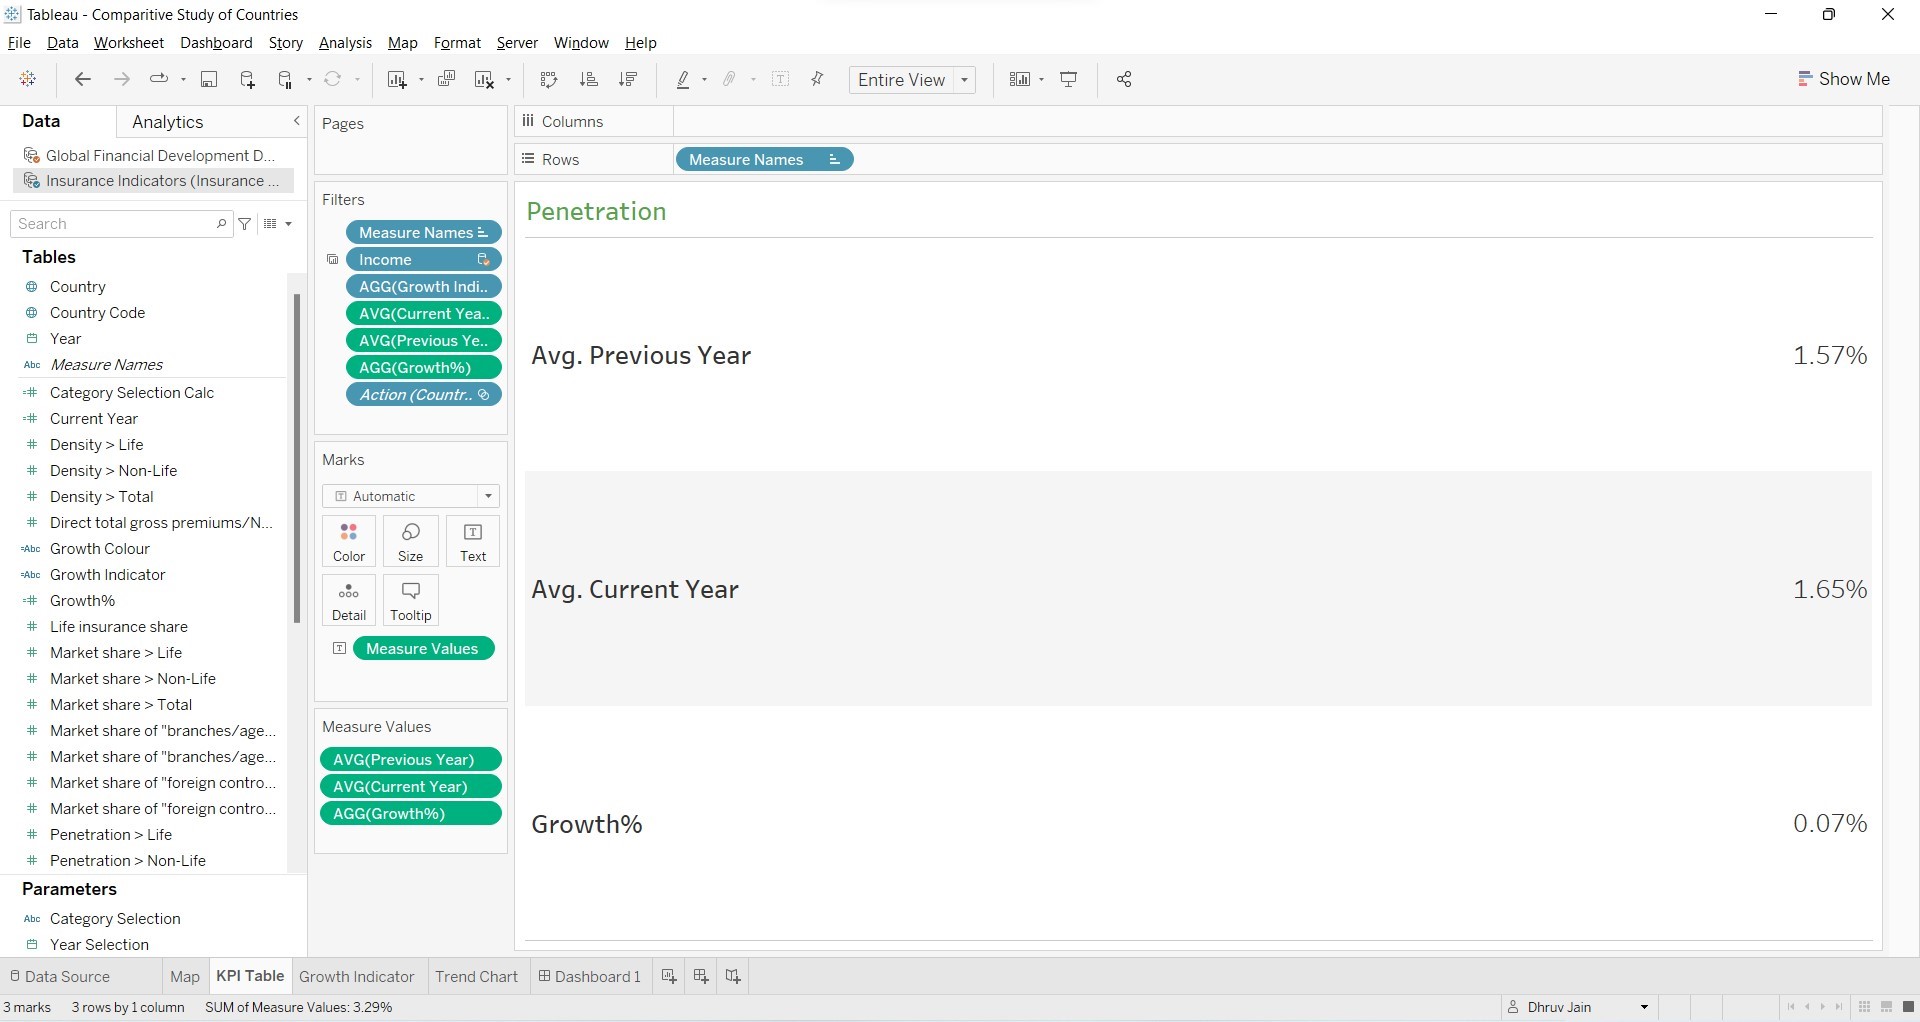 Tableau - Comparitive Study of Countries
File Data Worksheet Dashboard Story Analysis Map Format Server Window Help
Entire View
Show Me
Data Analytics
Global Financial Development D...
Insurance Indicators (Insurance ...
Search
Tables
Country
Country Code
Year
Abc Measure Names
Category Selection Calc
Current Year
Density > Life
Density > Non-Life
Density > Total
Direct total gross premiums/N...
=Abc Growth Colour
=Abc Growth Indicator
Growth%
Life insurance share
Market share > Life
Market share > Non-Life
Market share > Total
Market share of "branches/age...
Market share of "branches/age...
Market share of "foreign contro...
Market share of "foreign contro...
Penetration > Life
Penetration > Non-Life
Parameters
Abc Category Selection
Year Selection
Pages
Filters
Measure Names
Income
AGG(Growth Indi..
AVG(Current Yea..
AVG(Previous Ye..
AGG(Growth%)
Action (Countr..
Marks
T Automatic
Color Size T Text
Detail Tooltip
T Measure Values
Measure Values
AVG(Previous Year)
AVG(Current Year)
AGG(Growth%)
Columns
Rows Measure Names
Penetration
Avg. Previous Year 1.57%
Avg. Current Year 1.65%
Growth% 0.07%
Data Source Map KPI Table Growth Indicator Trend Chart Dashboard 1
3 marks 3 rows by 1 column SUM of Measure Values: 3.29% Dhruv Jain